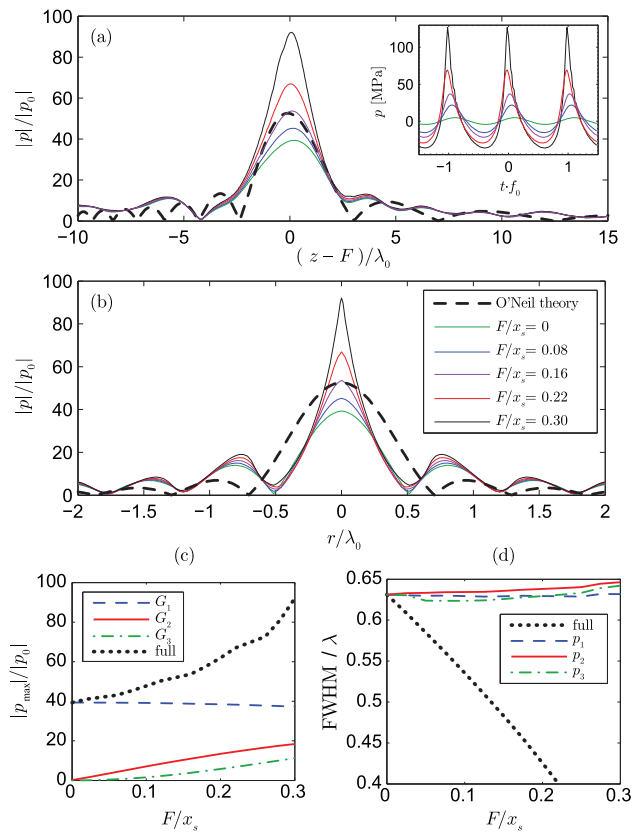 100
80
60
40
20
0
|p|/|p₀|
(a)
120
80
40
0
p [MPa]
−1 0 1
t·f₀
−10 −5 0 5 10 15
( z − F )/λ₀
100
80
60
40
20
0
|p|/|p₀|
(b)
O'Neil theory
F/xₛ= 0
F/xₛ= 0.08
F/xₛ= 0.16
F/xₛ= 0.22
F/xₛ= 0.30
−2 −1.5 −1 −0.5 0 0.5 1 1.5 2
r/λ₀
(c)
100
80
60
40
20
0
|p_max|/|p₀|
G₁
G₂
G₃
full
0 0.1 0.2 0.3
F/xₛ
(d)
0.65
0.6
0.55
0.5
0.45
0.4
FWHM / λ
full
p₁
p₂
p₃
0 0.1 0.2 0.3
F/xₛ